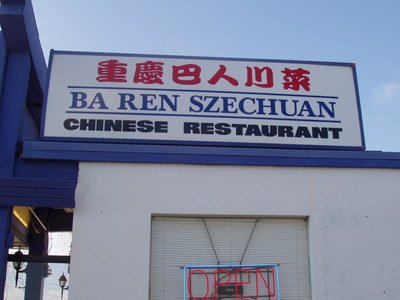 重慶巴人川菜
BA REN SZECHUAN
CHINESE RESTAURANT
OPEN